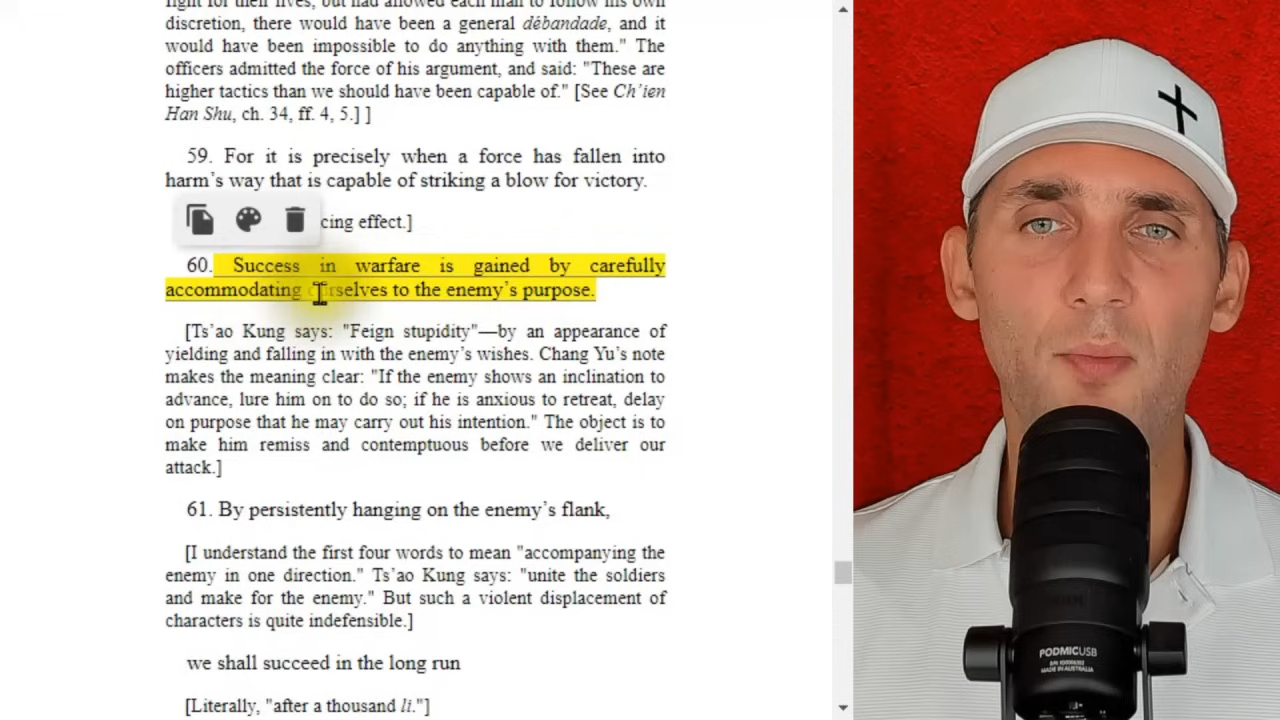 fight for their lives, but had allowed each man to follow his own
discretion, there would have been a general débandade, and it
would have been impossible to do anything with them." The
officers admitted the force of his argument, and said: "These are
higher tactics than we should have been capable of." [See Ch'ien
Han Shu, ch. 34, ff. 4, 5.] ]
59. For it is precisely when a force has fallen into
harm's way that is capable of striking a blow for victory.
cing effect.]
60. Success in warfare is gained by carefully
accommodating ourselves to the enemy's purpose.
[Ts'ao Kung says: "Feign stupidity"—by an appearance of
yielding and falling in with the enemy's wishes. Chang Yu's note
makes the meaning clear: "If the enemy shows an inclination to
advance, lure him on to do so; if he is anxious to retreat, delay
on purpose that he may carry out his intention." The object is to
make him remiss and contemptuous before we deliver our
attack.]
61. By persistently hanging on the enemy's flank,
[I understand the first four words to mean "accompanying the
enemy in one direction." Ts'ao Kung says: "unite the soldiers
and make for the enemy." But such a violent displacement of
characters is quite indefensible.]
we shall succeed in the long run
[Literally, "after a thousand li."]
PODMICUSB
MADE IN AUSTRALIA